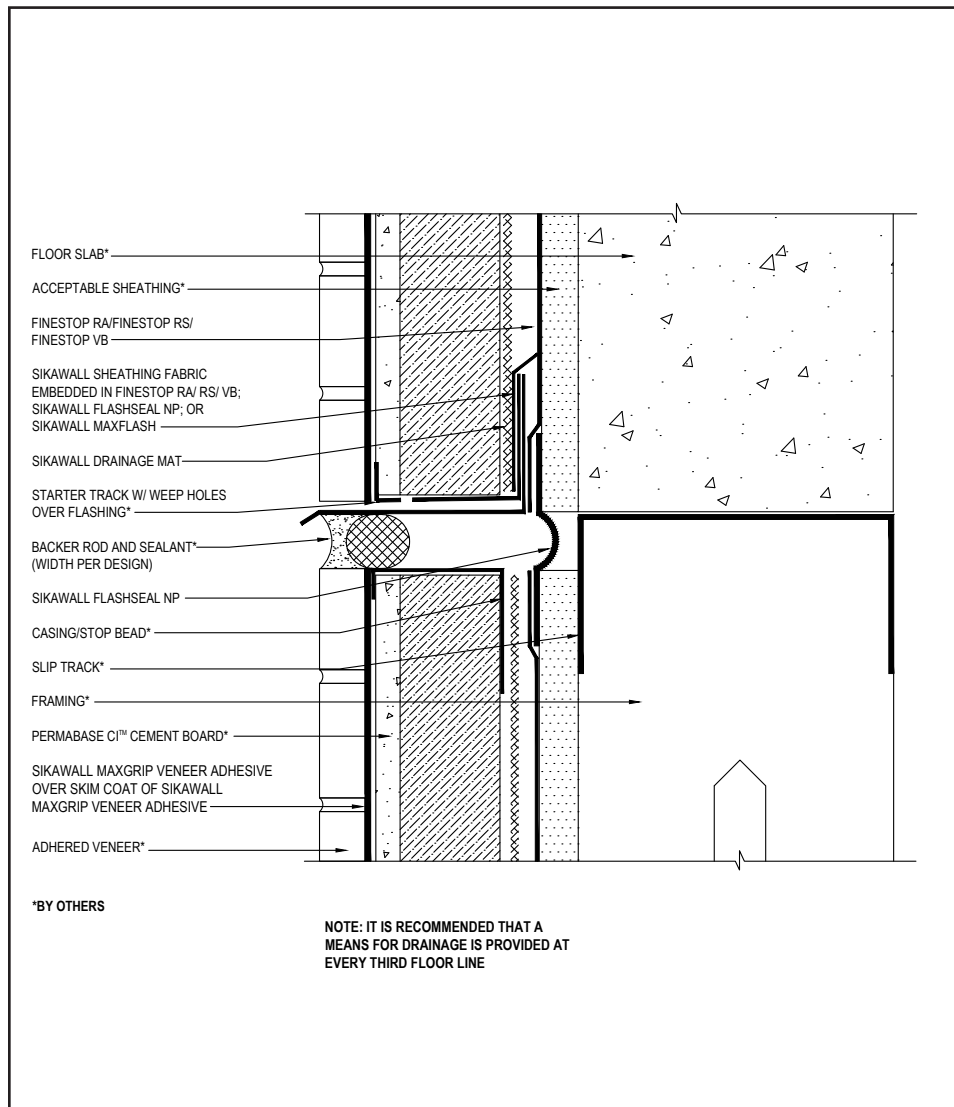 FLOOR SLAB*
ACCEPTABLE SHEATHING*
FINESTOP RA/FINESTOP RS/
FINESTOP VB
SIKAWALL SHEATHING FABRIC
EMBEDDED IN FINESTOP RA/ RS/ VB;
SIKAWALL FLASHSEAL NP; OR
SIKAWALL MAXFLASH
SIKAWALL DRAINAGE MAT
STARTER TRACK W/ WEEP HOLES
OVER FLASHING*
BACKER ROD AND SEALANT*
(WIDTH PER DESIGN)
SIKAWALL FLASHSEAL NP
CASING/STOP BEAD*
SLIP TRACK*
FRAMING*
PERMABASE CI™ CEMENT BOARD*
SIKAWALL MAXGRIP VENEER ADHESIVE
OVER SKIM COAT OF SIKAWALL
MAXGRIP VENEER ADHESIVE
ADHERED VENEER*
*BY OTHERS
NOTE: IT IS RECOMMENDED THAT A
MEANS FOR DRAINAGE IS PROVIDED AT
EVERY THIRD FLOOR LINE